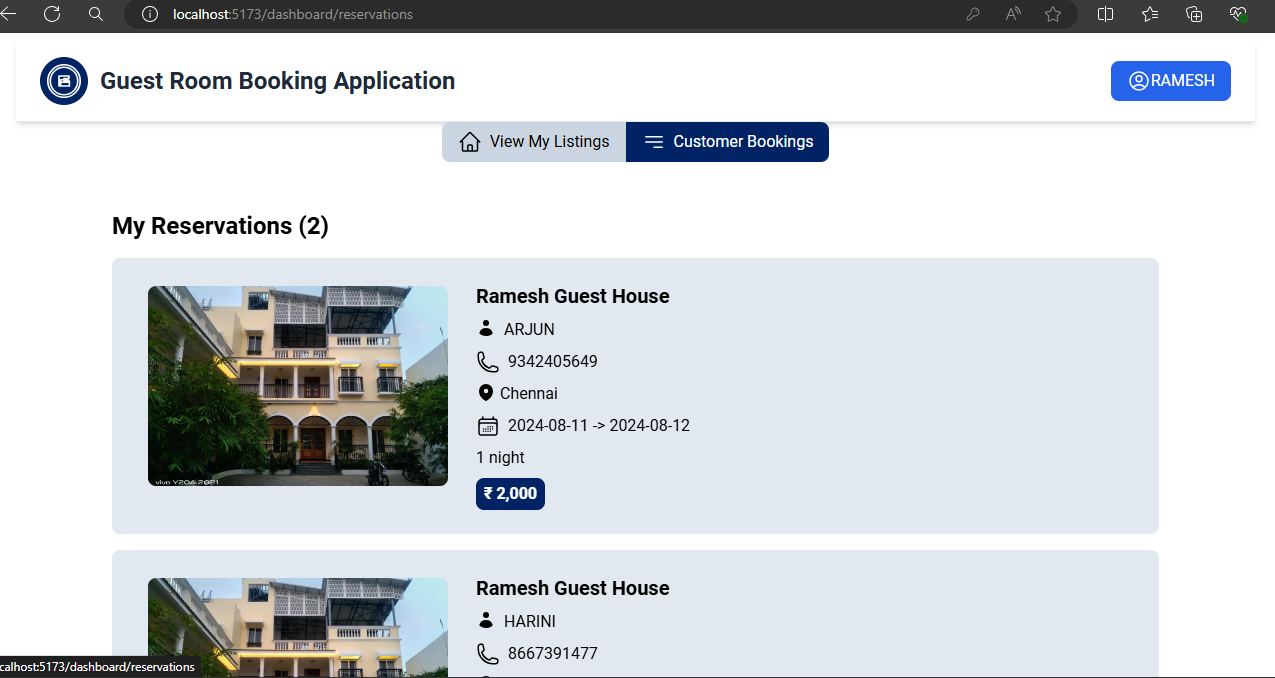 localhost:5173/dashboard/reservations
Guest Room Booking Application
RAMESH
View My Listings
Customer Bookings
My Reservations (2)
Ramesh Guest House
ARJUN
9342405649
Chennai
2024-08-11 -> 2024-08-12
1 night
₹ 2,000
vivo Y20A·2021
Ramesh Guest House
HARINI
8667391477
calhost:5173/dashboard/reservations